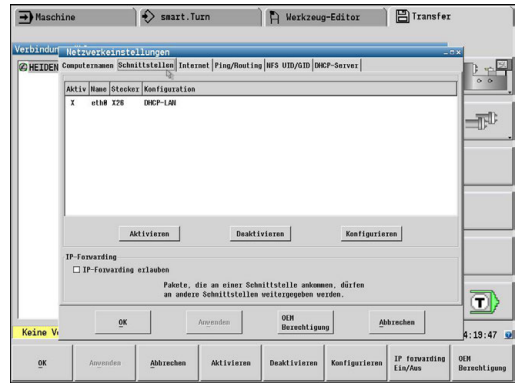 Maschine
smart.Turn
Werkzeug-Editor
Transfer
Verbindun
Netzwerkeinstellungen
HEIDEN
Computernamen Schnittstellen Internet Ping/Routing NFS UID/GID DHCP-Server
Aktiv Name Stecker Konfiguration
X eth0 X26 DHCP-LAN
Aktivieren Deaktivieren Konfigurieren
IP-Forwarding
IP-Forwarding erlauben
Pakete, die an einer Schnittstelle ankommen, dürfen
an andere Schnittstellen weitergegeben werden.
OK Anwenden OEM Berechtigung Abbrechen
T
Keine V
4:19:47
OK Anwenden Abbrechen Aktivieren Deaktivieren Konfigurieren IP forwarding Ein/Aus OEM Berechtigung